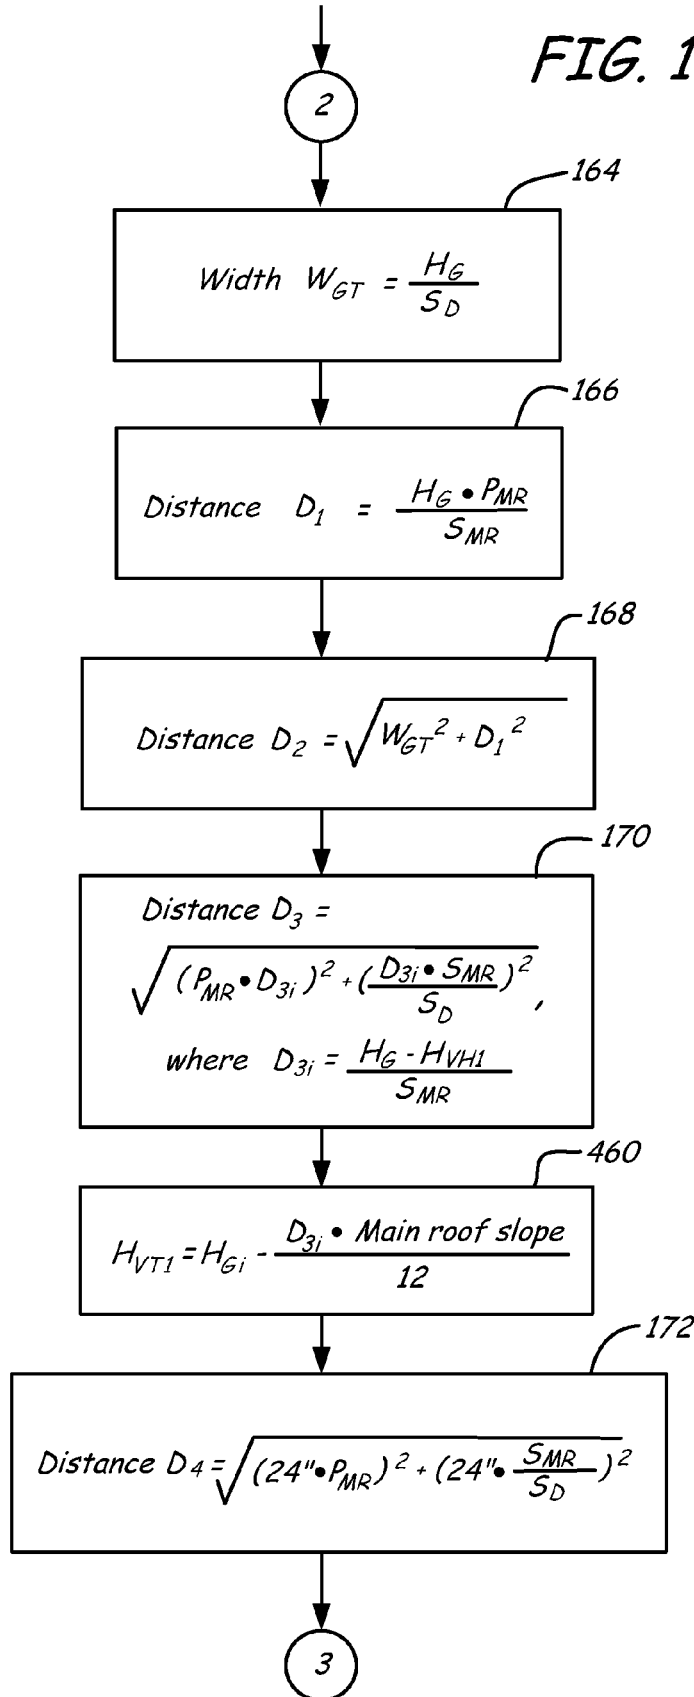 FIG. 1
2
164
Width W_GT = H_G / S_D
166
Distance D_1 = H_G • P_MR / S_MR
168
Distance D_2 = √(W_GT^2 + D_1^2)
170
Distance D_3 =
√((P_MR • D_3i)^2 + (D_3i • S_MR / S_D)^2),
where D_3i = H_G - H_VH1 / S_MR
460
H_VT1 = H_Gi - D_3i • Main roof slope / 12
172
Distance D_4 = √((24" • P_MR)^2 + (24" • S_MR / S_D)^2)
3